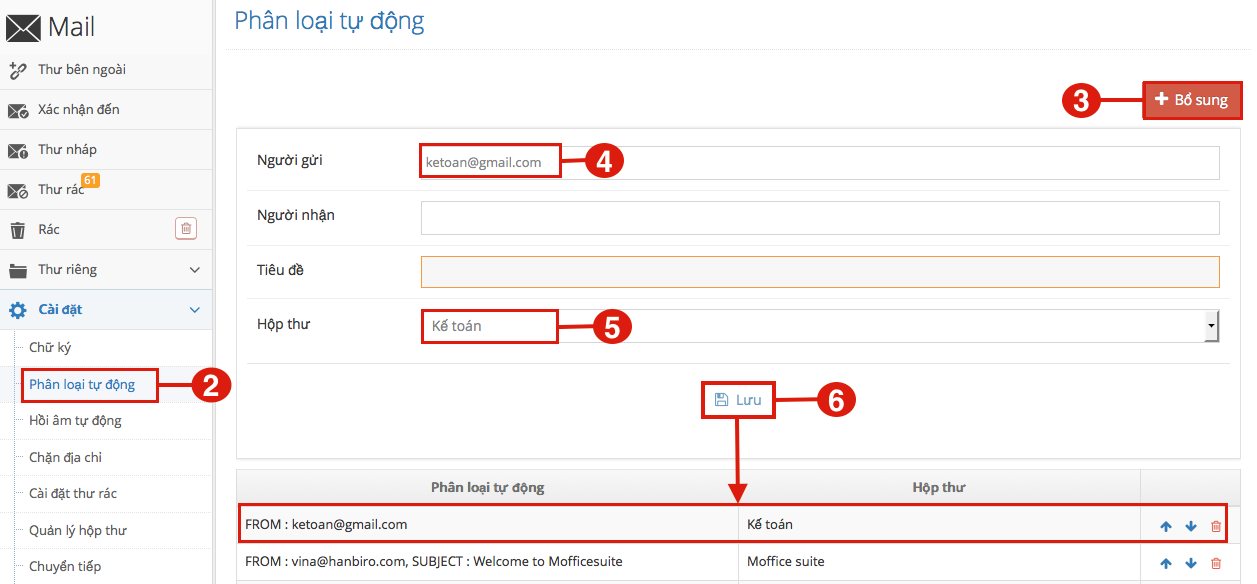 Mail
Thư bên ngoài
Xác nhận đến
Thư nháp
Thư rác 61
Rác
Thư riêng
Cài đặt
Chữ ký
Phân loại tự động
2
Hồi âm tự động
Chặn địa chỉ
Cài đặt thư rác
Quản lý hộp thư
Chuyển tiếp
Phân loại tự động
3 + Bổ sung
Người gửi ketoan@gmail.com 4
Người nhận
Tiêu đề
Hộp thư Kế toán 5
Lưu 6
Phân loại tự động Hộp thư
FROM : ketoan@gmail.com Kế toán
FROM : vina@hanbiro.com, SUBJECT : Welcome to Mofficesuite Moffice suite